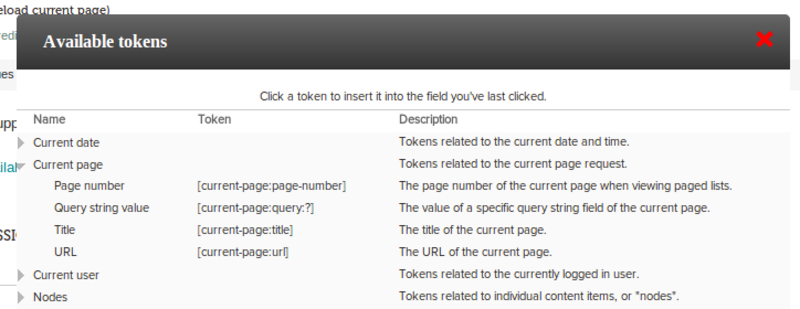 eload current page)
Available tokens
Click a token to insert it into the field you've last clicked.
Name Token Description
Current date Tokens related to the current date and time.
Current page Tokens related to the current page request.
Page number [current-page:page-number] The page number of the current page when viewing paged lists.
Query string value [current-page:query:?] The value of a specific query string field of the current page.
Title [current-page:title] The title of the current page.
URL [current-page:url] The URL of the current page.
Current user Tokens related to the currently logged in user.
Nodes Tokens related to individual content items, or "nodes".